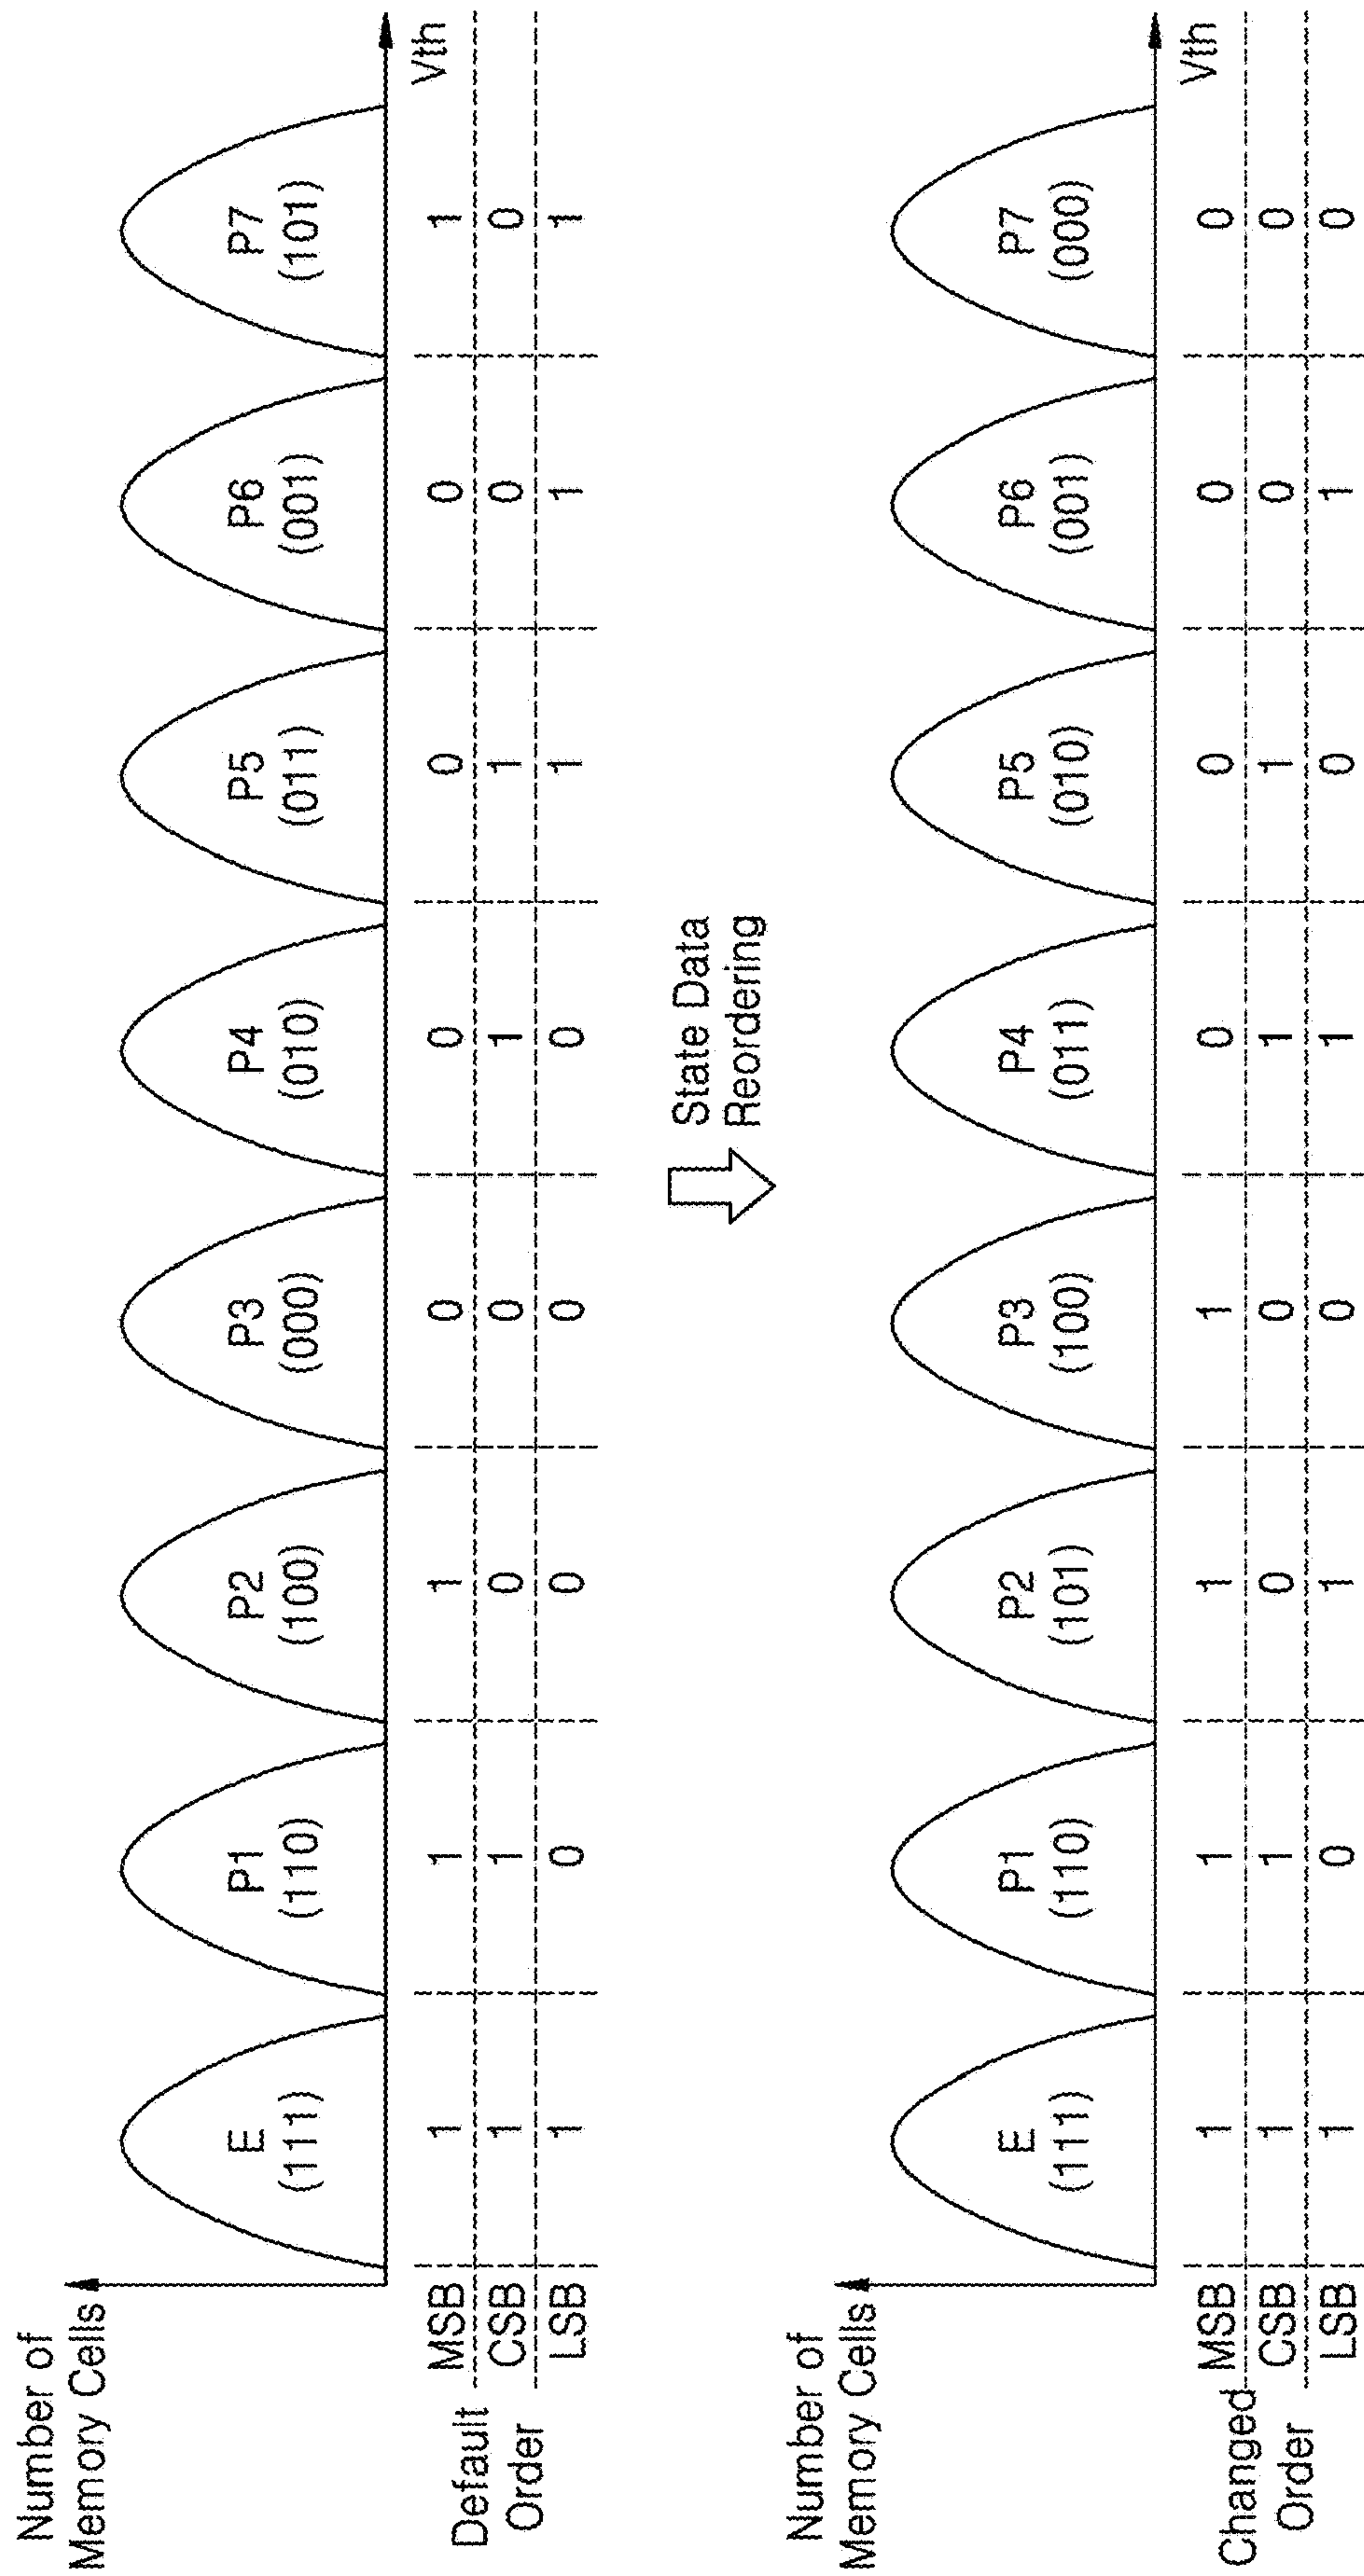 Number of
Memory Cells
E P1 P2 P3 P4 P5 P6 P7
(111) (110) (100) (000) (010) (011) (001) (101)
Vth
Default Order
MSB 1 1 1 0 0 0 0 1
CSB 1 1 0 0 1 1 0 0
LSB 1 0 0 0 0 1 1 1
State Data
Reordering
Number of
Memory Cells
E P1 P2 P3 P4 P5 P6 P7
(111) (110) (101) (100) (011) (010) (001) (000)
Vth
Changed Order
MSB 1 1 1 1 0 0 0 0
CSB 1 1 0 0 1 1 0 0
LSB 1 0 1 0 1 0 1 0